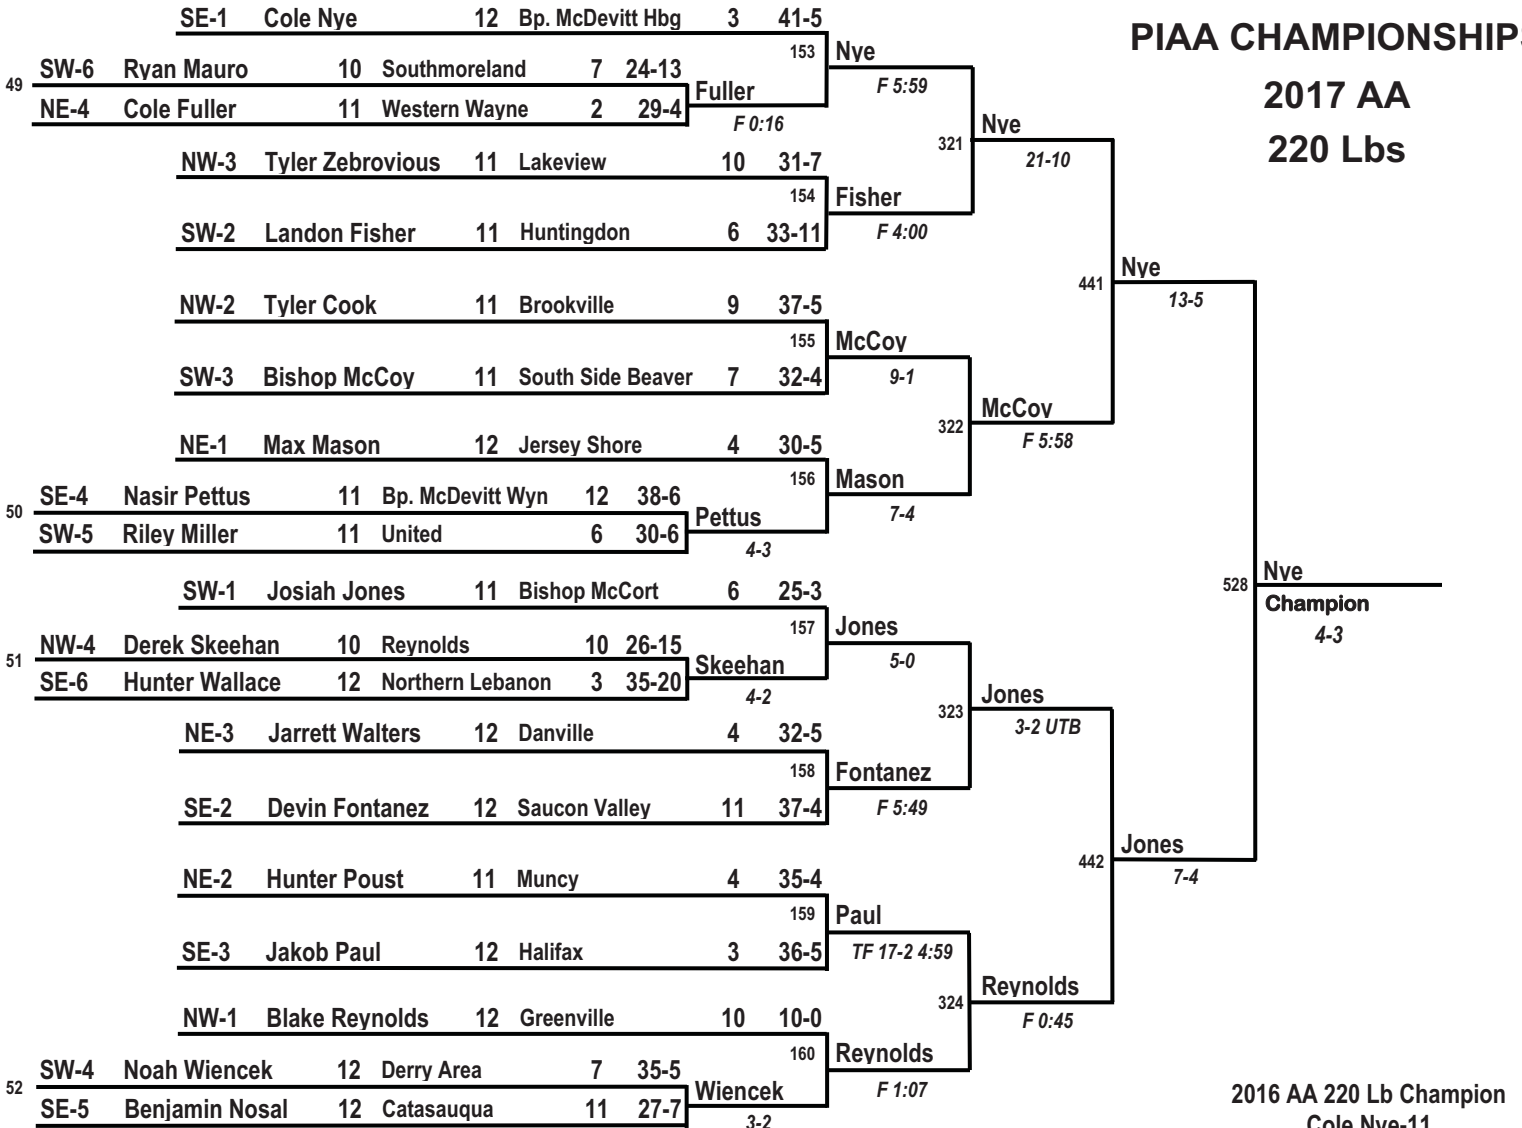 SE-1 Cole Nye 12 Bp. McDevitt Hbg 3 41-5
PIAA CHAMPIONSHIPS
2017 AA
220 Lbs
153 Nye
F 5:59
49
SW-6 Ryan Mauro 10 Southmoreland 7 24-13
NE-4 Cole Fuller 11 Western Wayne 2 29-4
Fuller
F 0:16
321 Nye
21-10
NW-3 Tyler Zebrovious 11 Lakeview 10 31-7
154 Fisher
F 4:00
SW-2 Landon Fisher 11 Huntingdon 6 33-11
441 Nye
13-5
NW-2 Tyler Cook 11 Brookville 9 37-5
155 McCoy
9-1
SW-3 Bishop McCoy 11 South Side Beaver 7 32-4
322 McCoy
F 5:58
NE-1 Max Mason 12 Jersey Shore 4 30-5
156 Mason
7-4
50
SE-4 Nasir Pettus 11 Bp. McDevitt Wyn 12 38-6
SW-5 Riley Miller 11 United 6 30-6
Pettus
4-3
528 Nye
Champion
4-3
SW-1 Josiah Jones 11 Bishop McCort 6 25-3
157 Jones
5-0
51
NW-4 Derek Skeehan 10 Reynolds 10 26-15
SE-6 Hunter Wallace 12 Northern Lebanon 3 35-20
Skeehan
4-2
323 Jones
3-2 UTB
NE-3 Jarrett Walters 12 Danville 4 32-5
158 Fontanez
F 5:49
SE-2 Devin Fontanez 12 Saucon Valley 11 37-4
442 Jones
7-4
NE-2 Hunter Poust 11 Muncy 4 35-4
159 Paul
TF 17-2 4:59
SE-3 Jakob Paul 12 Halifax 3 36-5
324 Reynolds
F 0:45
NW-1 Blake Reynolds 12 Greenville 10 10-0
160 Reynolds
F 1:07
52
SW-4 Noah Wiencek 12 Derry Area 7 35-5
SE-5 Benjamin Nosal 12 Catasauqua 11 27-7
Wiencek
3-2
2016 AA 220 Lb Champion
Cole Nye-11